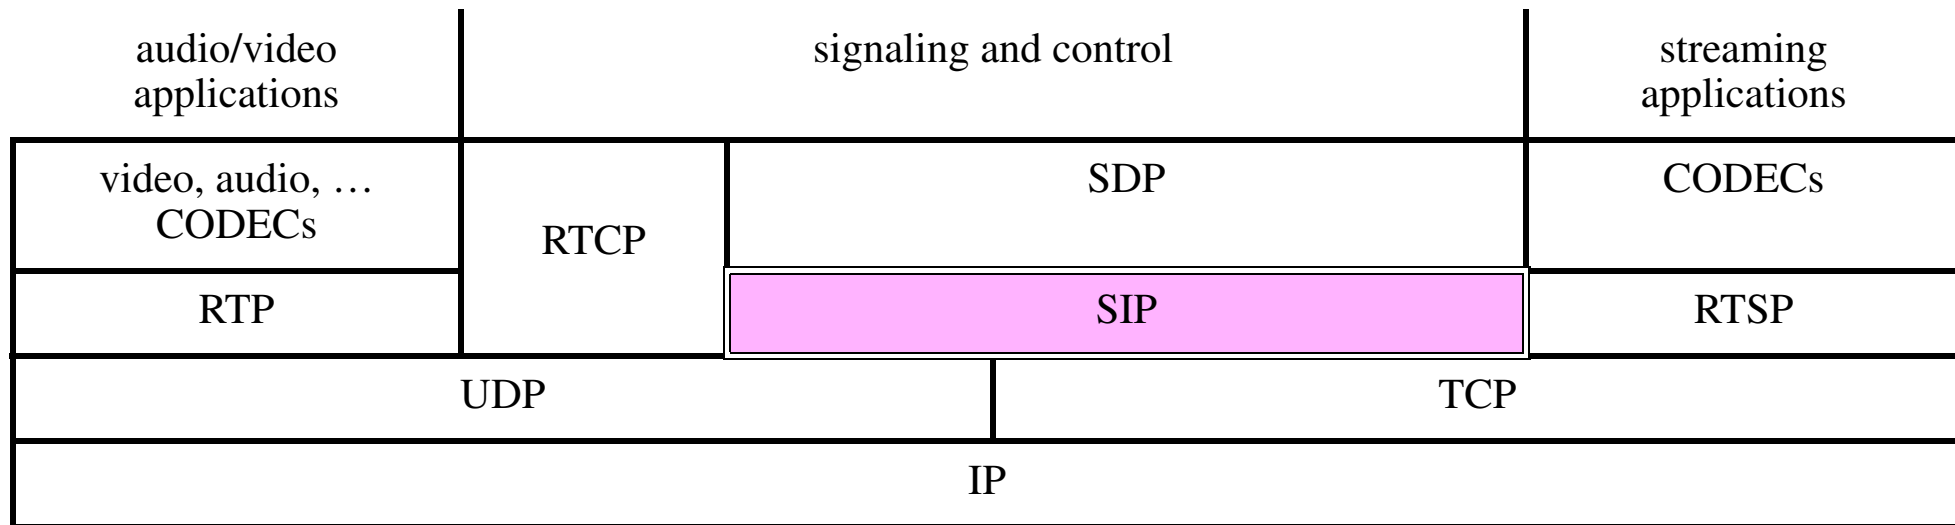 audio/video
applications
signaling and control
streaming
applications
video, audio, …
CODECs
RTCP
SDP
CODECs
RTP
SIP
RTSP
UDP
TCP
IP